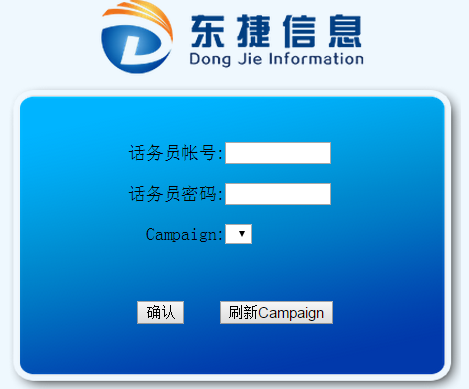 东捷信息
Dong Jie Information
话务员帐号:
话务员密码:
Campaign:
确认 刷新Campaign